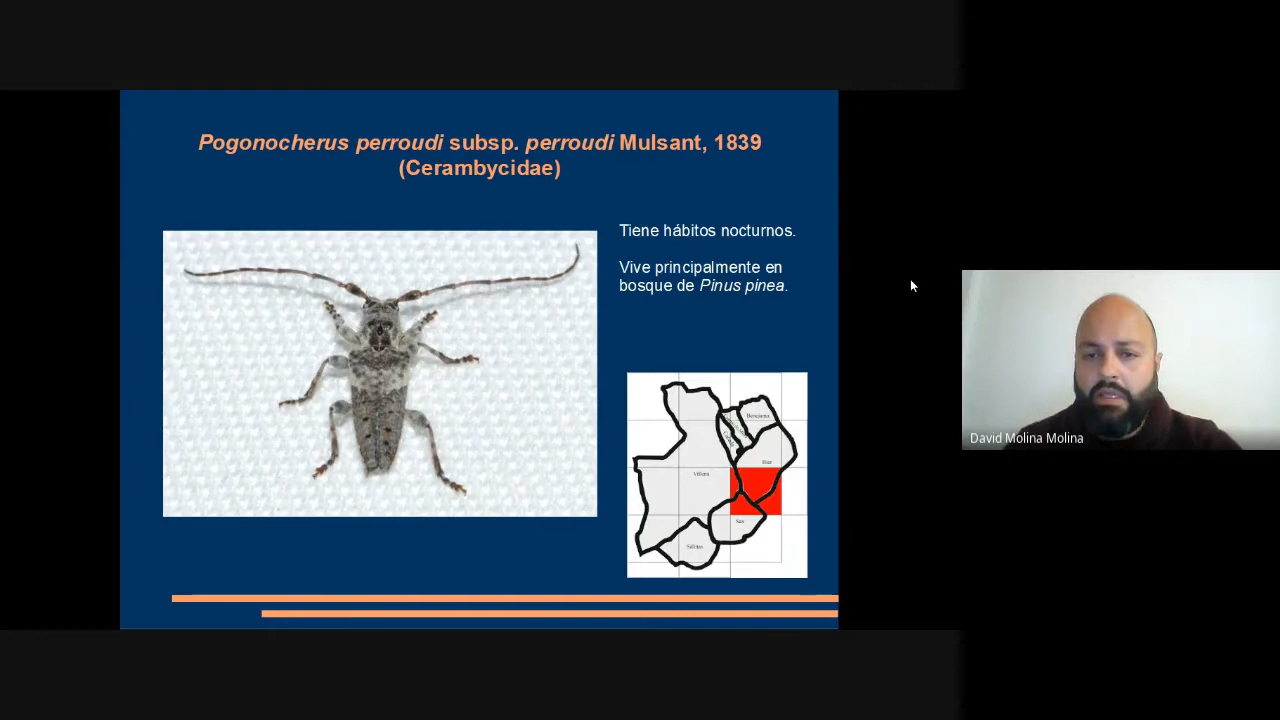 Pogonocherus perroudi subsp. perroudi Mulsant, 1839
(Cerambycidae)
Tiene hábitos nocturnos.
Vive principalmente en
bosque de Pinus pinea.
Villena
Biar
Sax
Salinas
David Molina Molina